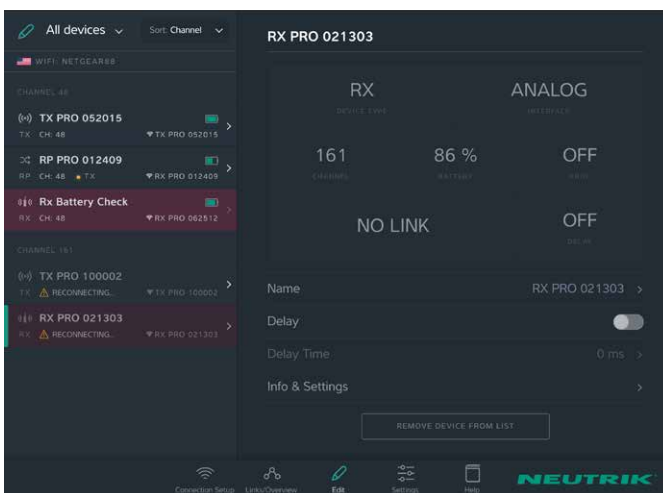 All devices
Sort: Channel
WIFI: NETGEAR68
CHANNEL 48
TX PRO 052015
TX CH: 48 TX PRO 052015
RP PRO 012409
RP CH: 48 TX RX PRO 012409
Rx Battery Check
RX CH: 48 RX PRO 062512
CHANNEL 161
TX PRO 100002
TX RECONNECTING... TX PRO 100002
RX PRO 021303
RX RECONNECTING... RX PRO 021303
RX PRO 021303
RX ANALOG
DEVICE TYPE INTERFACE
161 86 % OFF
CHANNEL BATTERY
NO LINK OFF
DELAY
Name RX PRO 021303
Delay
Delay Time 0 ms
Info & Settings
REMOVE DEVICE FROM LIST
Connection Setup Links/Overview Edit Settings Help
NEUTRIK